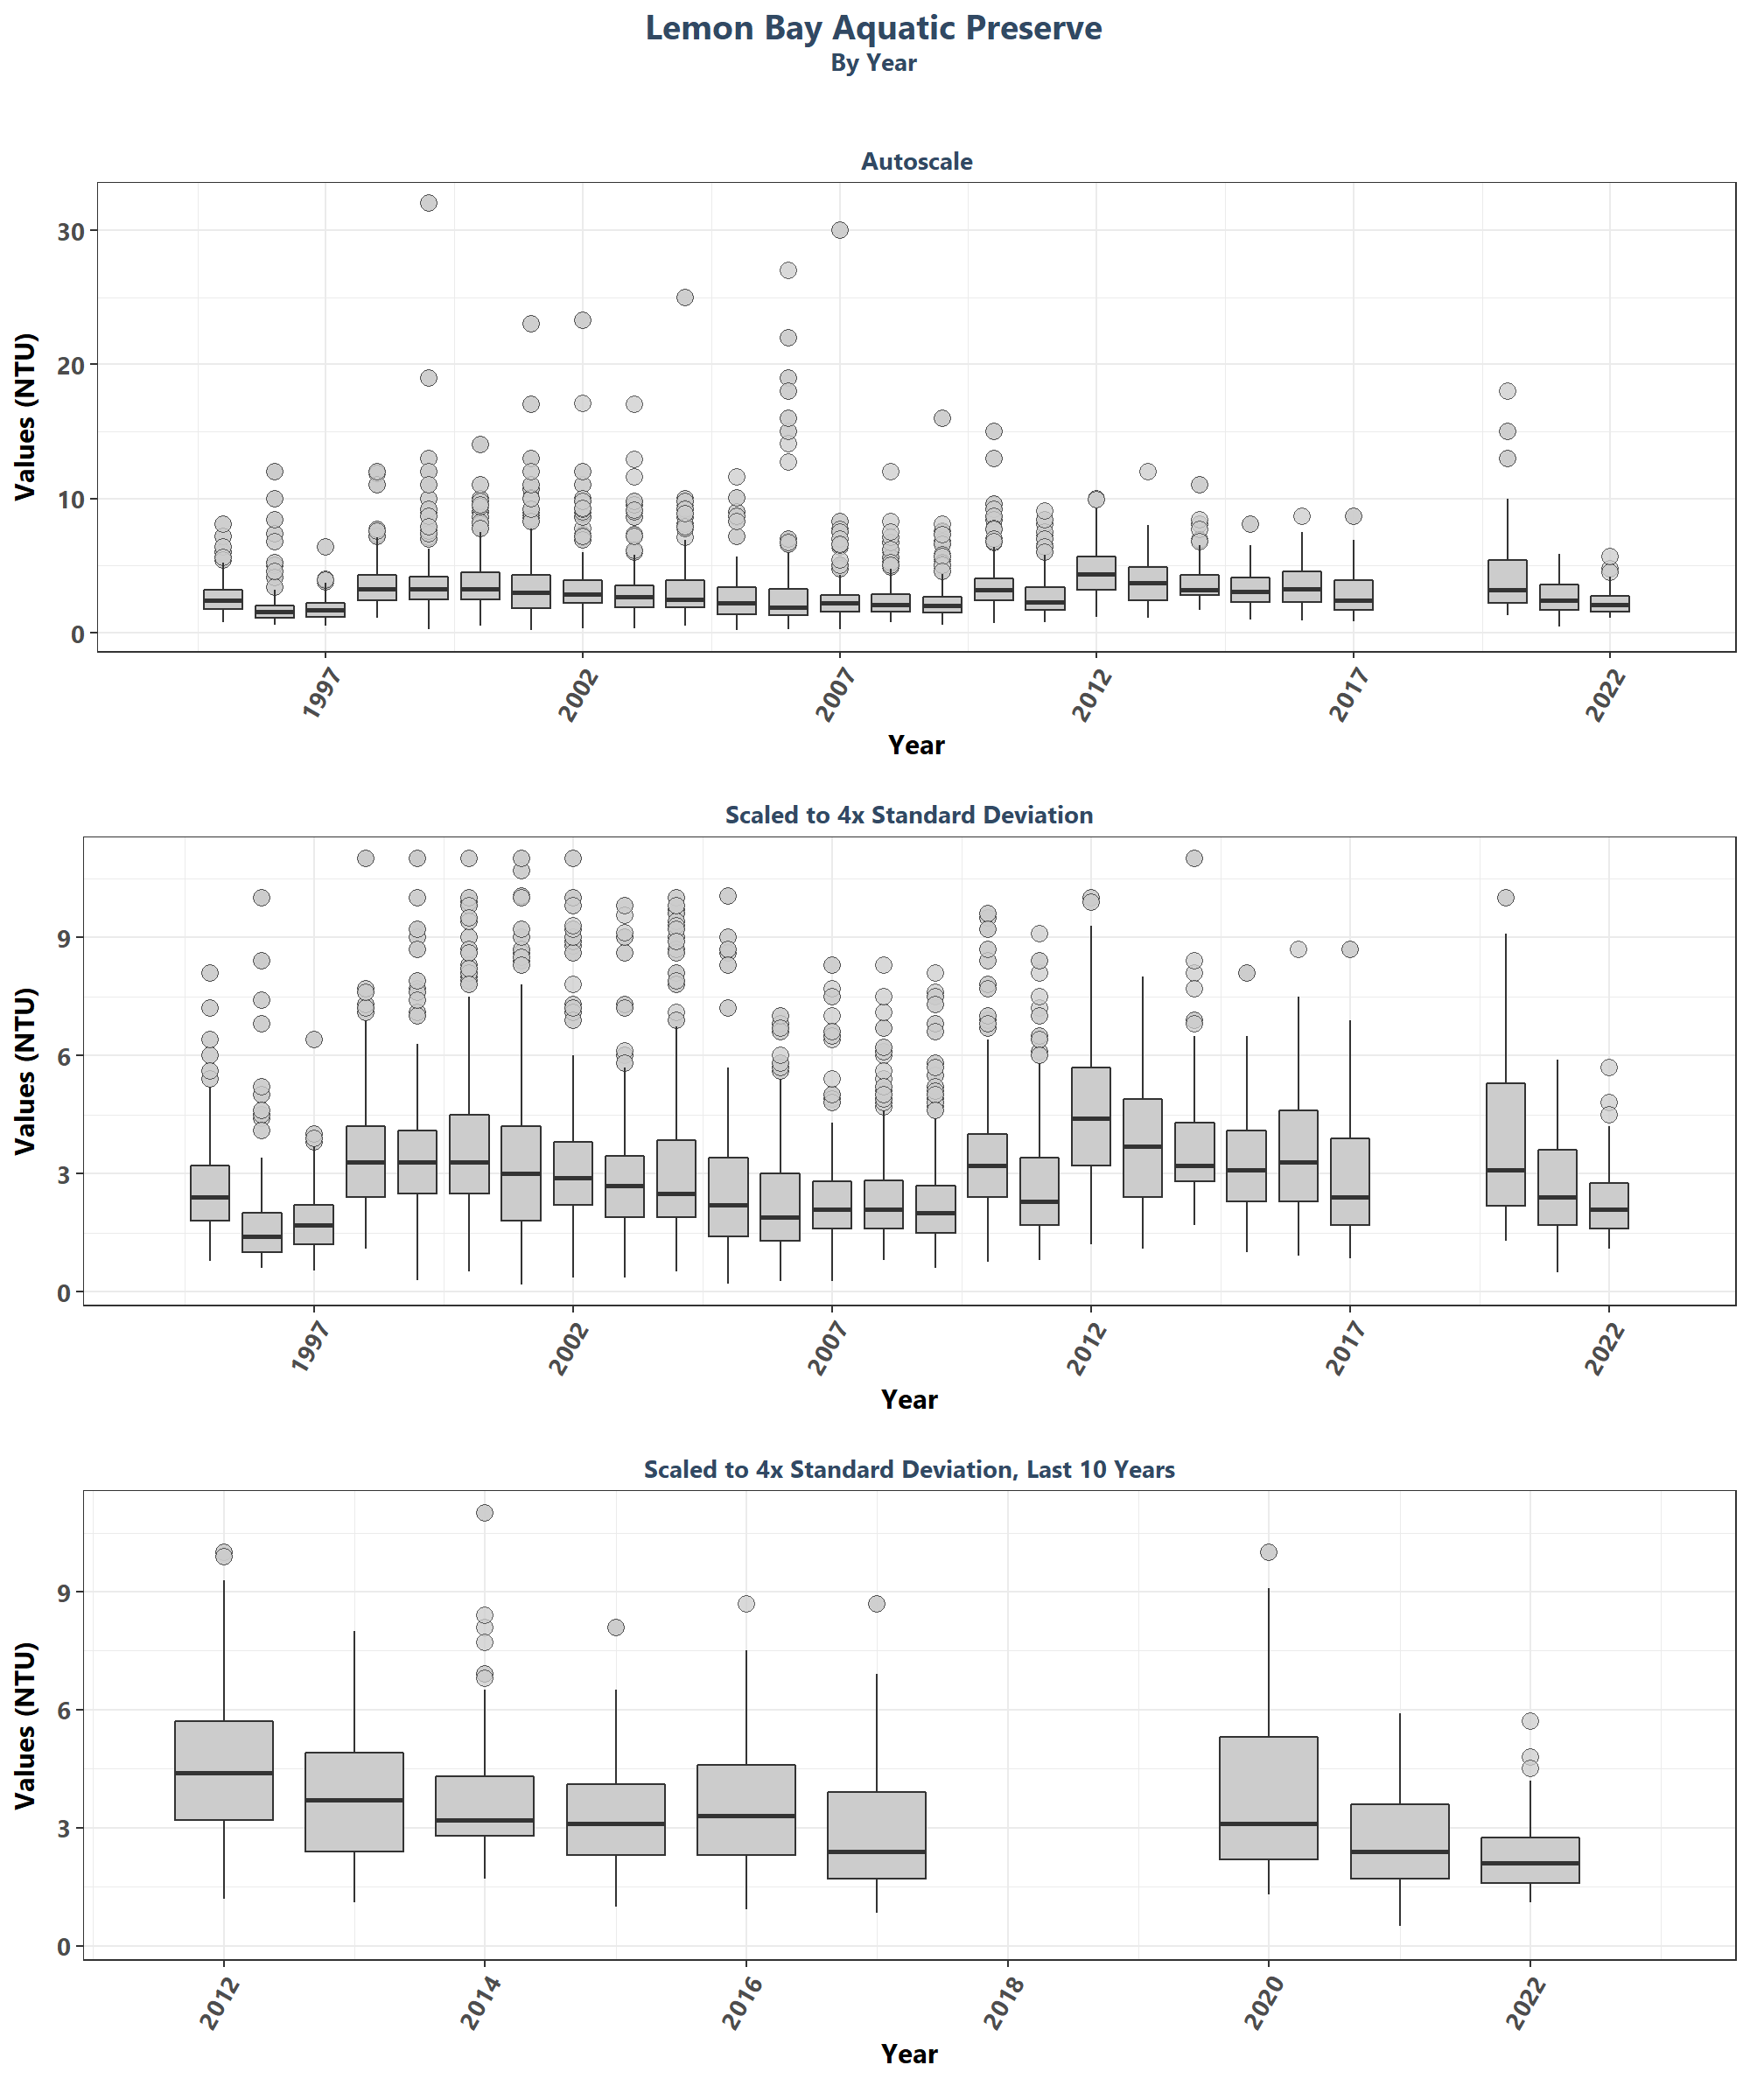 Lemon Bay Aquatic Preserve
By Year
Autoscale
Values (NTU)
30
20
10
0
1997 2002 2007 2012 2017 2022
Year
Scaled to 4x Standard Deviation
Values (NTU)
9
6
3
0
1997 2002 2007 2012 2017 2022
Year
Scaled to 4x Standard Deviation, Last 10 Years
Values (NTU)
9
6
3
0
2012 2014 2016 2018 2020 2022
Year